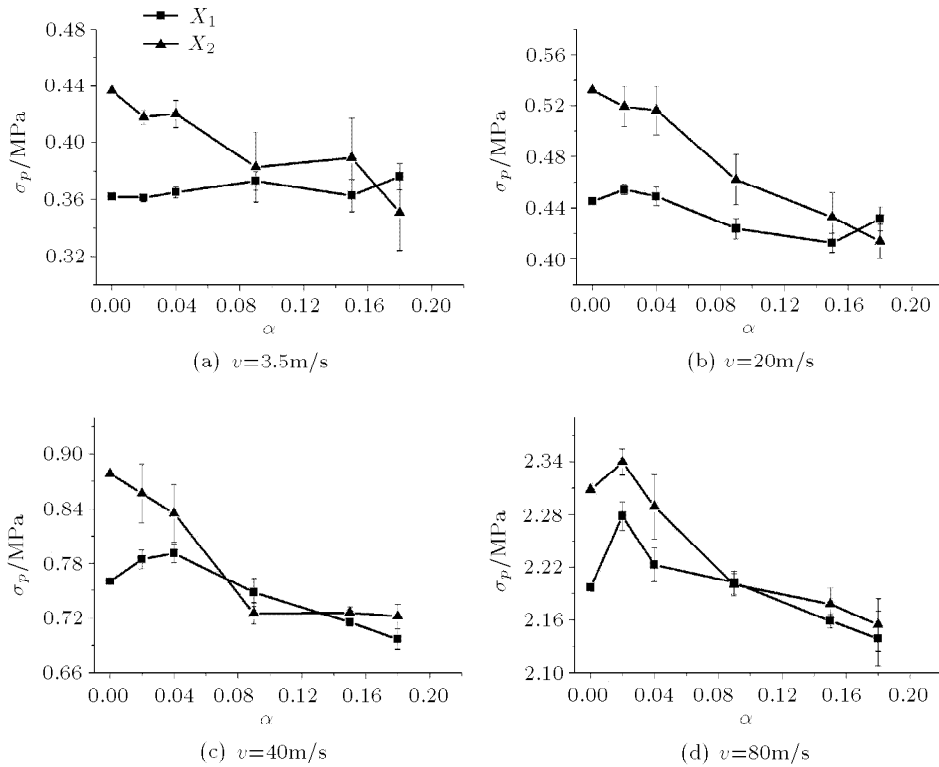 X1
X2
0.48
0.44
0.40
0.36
0.32
σp/MPa
0.00 0.04 0.08 0.12 0.16 0.20
α
(a) v=3.5m/s
0.56
0.52
0.48
0.44
0.40
σp/MPa
0.00 0.04 0.08 0.12 0.16 0.20
α
(b) v=20m/s
0.90
0.84
0.78
0.72
0.66
σp/MPa
0.00 0.04 0.08 0.12 0.16 0.20
α
(c) v=40m/s
2.34
2.28
2.22
2.16
2.10
σp/MPa
0.00 0.04 0.08 0.12 0.16 0.20
α
(d) v=80m/s